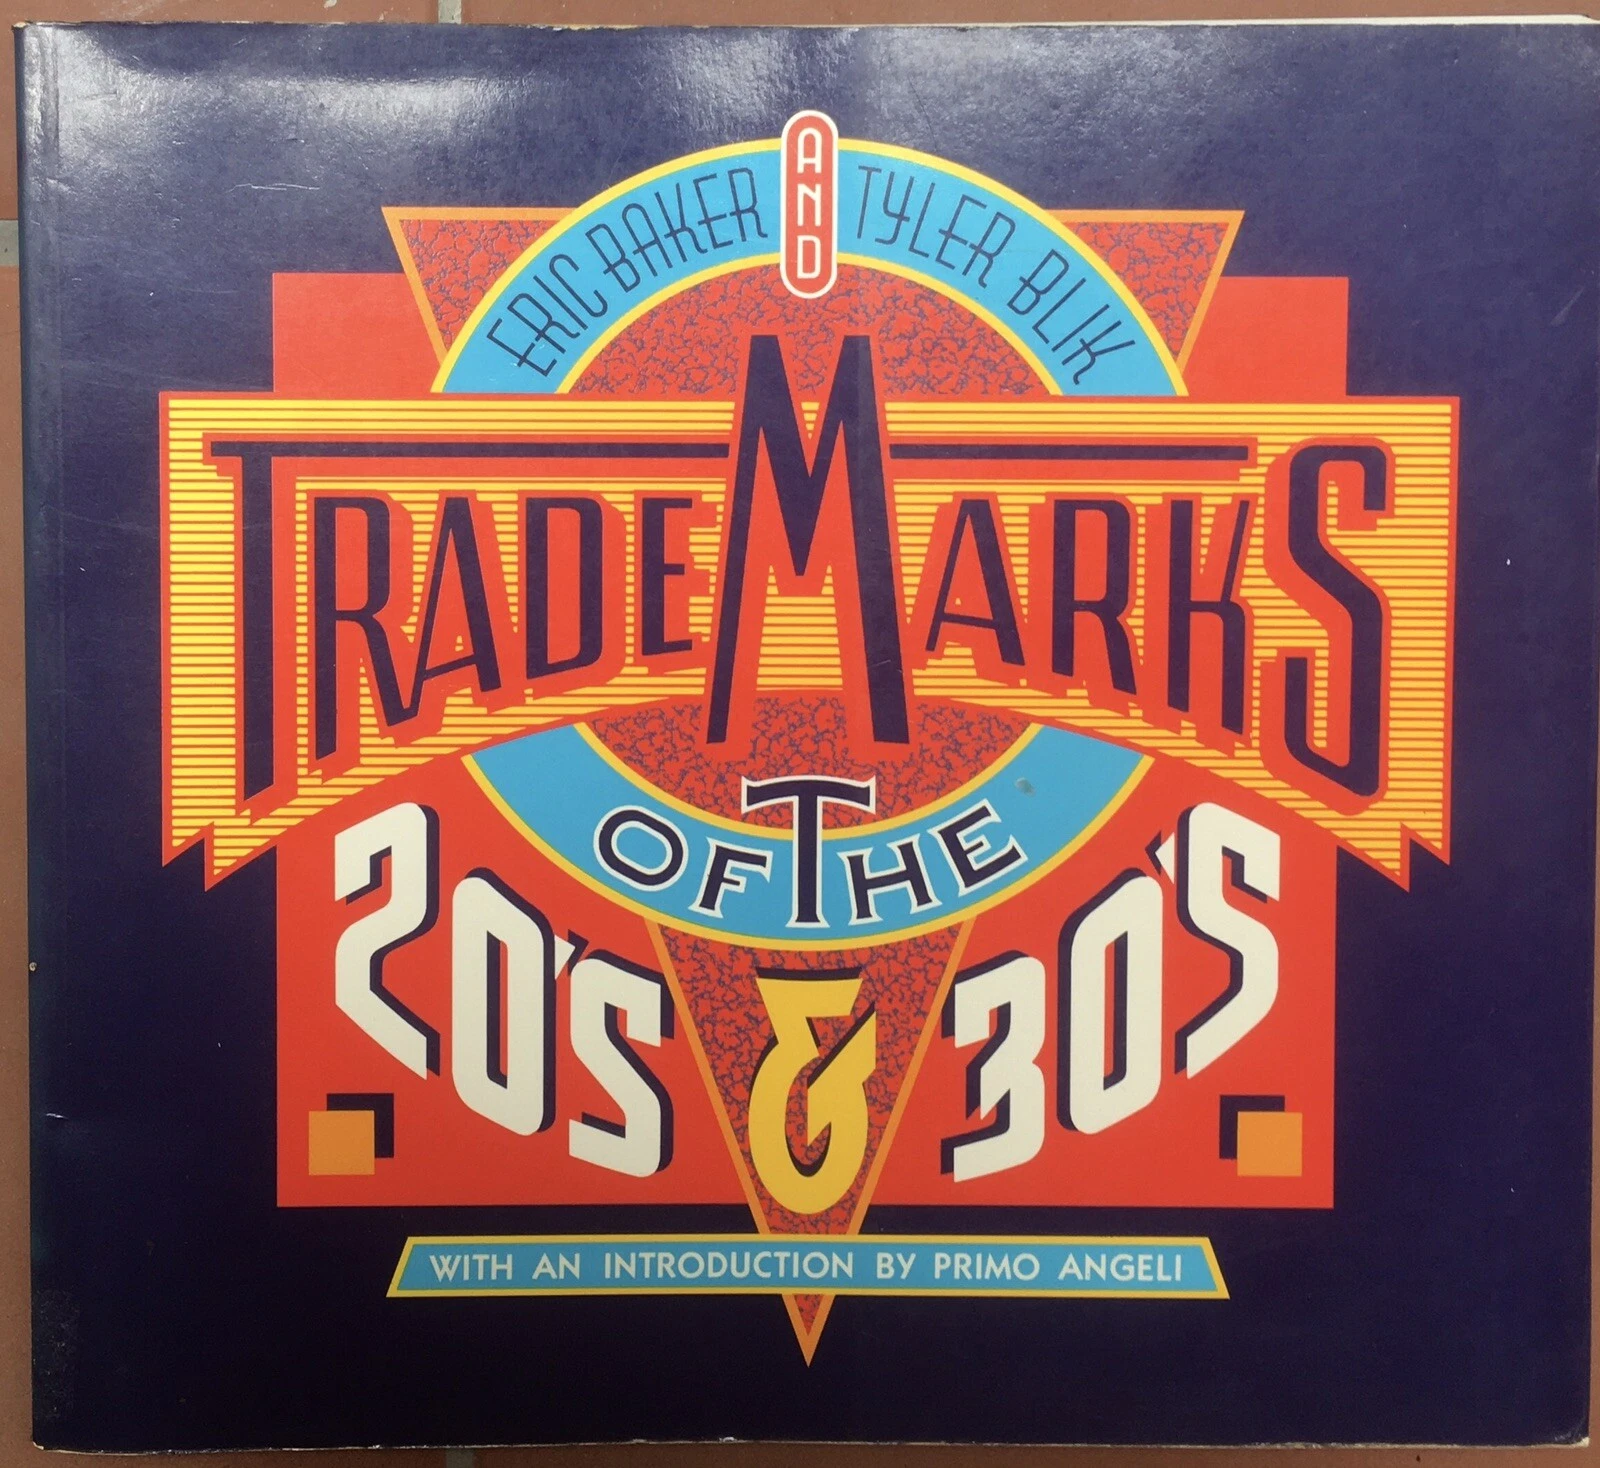 ERIC BAKER AND TYLER BLIK
TRADEMARKS
OF THE
20'S & 30'S
WITH AN INTRODUCTION BY PRIMO ANGELI